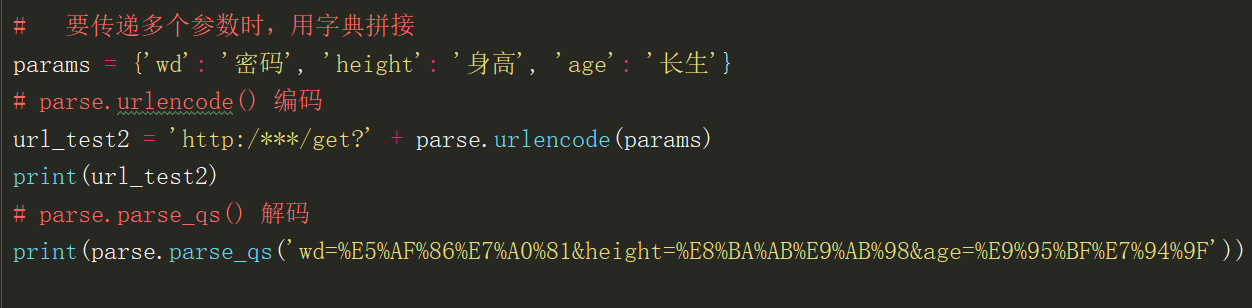 #   要传递多个参数时，用字典拼接
params = {'wd': '密码', 'height': '身高', 'age': '长生'}
# parse.urlencode() 编码
url_test2 = 'http:/***/get?' + parse.urlencode(params)
print(url_test2)
# parse.parse_qs() 解码
print(parse.parse_qs('wd=%E5%AF%86%E7%A0%81&height=%E8%BA%AB%E9%AB%98&age=%E9%95%BF%E7%94%9F'))